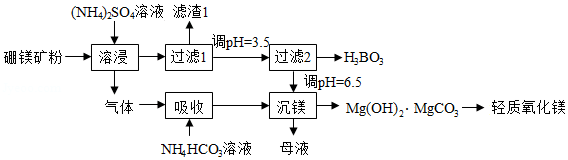 (NH4)2SO4溶液 滤渣1
硼镁矿粉 溶浸 过滤1 调pH=3.5 过滤2 H3BO3
调pH=6.5
气体 吸收 沉镁 Mg(OH)2·MgCO3 轻质氧化镁
NH4HCO3溶液 母液